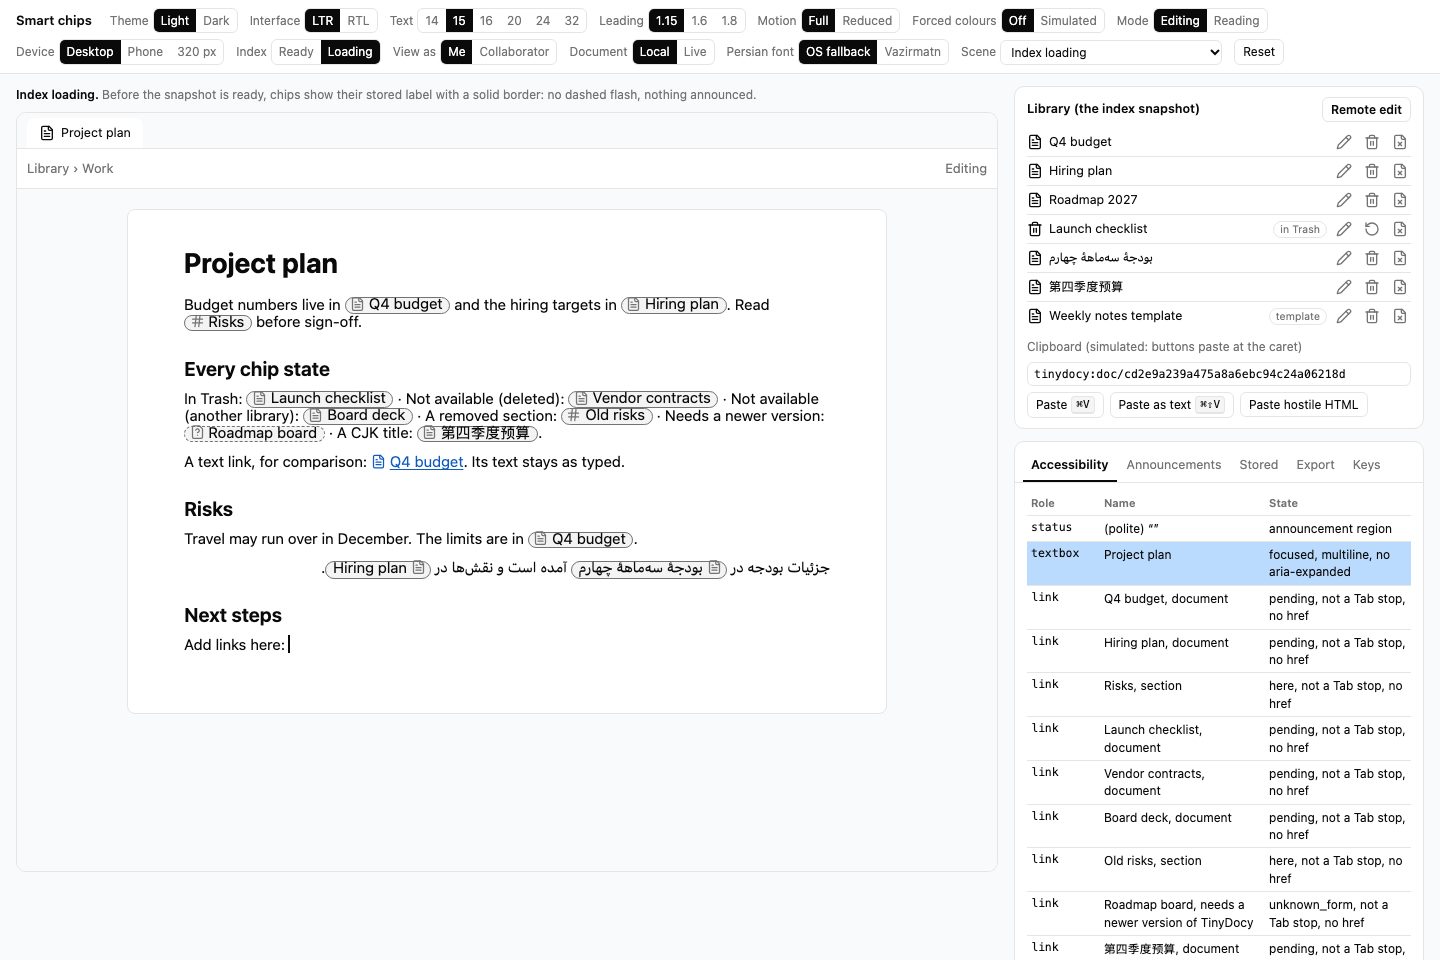 Smart chips Theme Light Dark Interface LTR RTL Text 14 15 16 20 24 32 Leading 1.15 1.6 1.8 Motion Full Reduced Forced colours Off Simulated Mode Editing Reading
Device Desktop Phone 320 px Index Ready Loading View as Me Collaborator Document Local Live Persian font OS fallback Vazirmatn Scene Index loading Reset
Index loading. Before the snapshot is ready, chips show their stored label with a solid border: no dashed flash, nothing announced.
Project plan
Library › Work Editing
Project plan
Budget numbers live in Q4 budget and the hiring targets in Hiring plan. Read
# Risks before sign-off.
Every chip state
In Trash: Launch checklist · Not available (deleted): Vendor contracts · Not available
(another library): Board deck · A removed section: # Old risks · Needs a newer version:
Roadmap board · A CJK title: 第四季度预算.
A text link, for comparison: Q4 budget. Its text stays as typed.
Risks
Travel may run over in December. The limits are in Q4 budget.
جزئیات بودجه در بودجهٔ سه‌ماههٔ چهارم آمده است و نقش‌ها در Hiring plan.
Next steps
Add links here:
Library (the index snapshot) Remote edit
Q4 budget
Hiring plan
Roadmap 2027
Launch checklist in Trash
بودجهٔ سه‌ماههٔ چهارم
第四季度预算
Weekly notes template template
Clipboard (simulated: buttons paste at the caret)
tinydocy:doc/cd2e9a239a475a8a6ebc94c24a06218d
Paste ⌘V Paste as text ⌘⇧V Paste hostile HTML
Accessibility Announcements Stored Export Keys
Role Name State
status (polite) “” announcement region
textbox Project plan focused, multiline, no
aria-expanded
link Q4 budget, document pending, not a Tab stop,
no href
link Hiring plan, document pending, not a Tab stop,
no href
link Risks, section here, not a Tab stop, no
href
link Launch checklist, pending, not a Tab stop,
document no href
link Vendor contracts, pending, not a Tab stop,
document no href
link Board deck, document pending, not a Tab stop,
no href
link Old risks, section here, not a Tab stop, no
href
link Roadmap board, needs a unknown_form, not a
newer version of TinyDocy Tab stop, no href
link 第四季度预算, document pending, not a Tab stop,